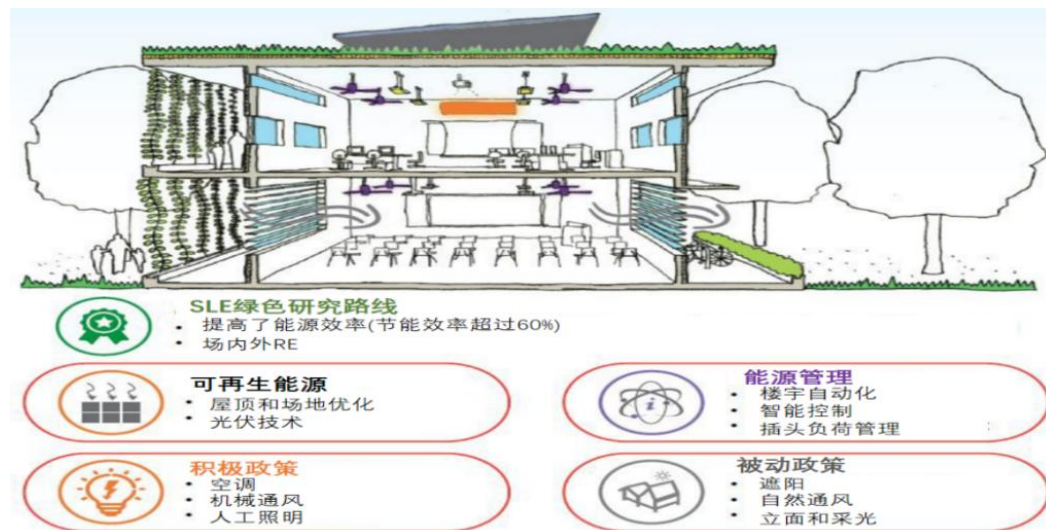 SLE绿色研究路线
• 提高了能源效率(节能效率超过60%)
• 场内外RE
可再生能源
• 屋顶和场地优化
• 光伏技术
能源管理
• 楼宇自动化
• 智能控制
• 插头负荷管理
积极政策
• 空调
• 机械通风
• 人工照明
被动政策
• 遮阳
• 自然通风
• 立面和采光